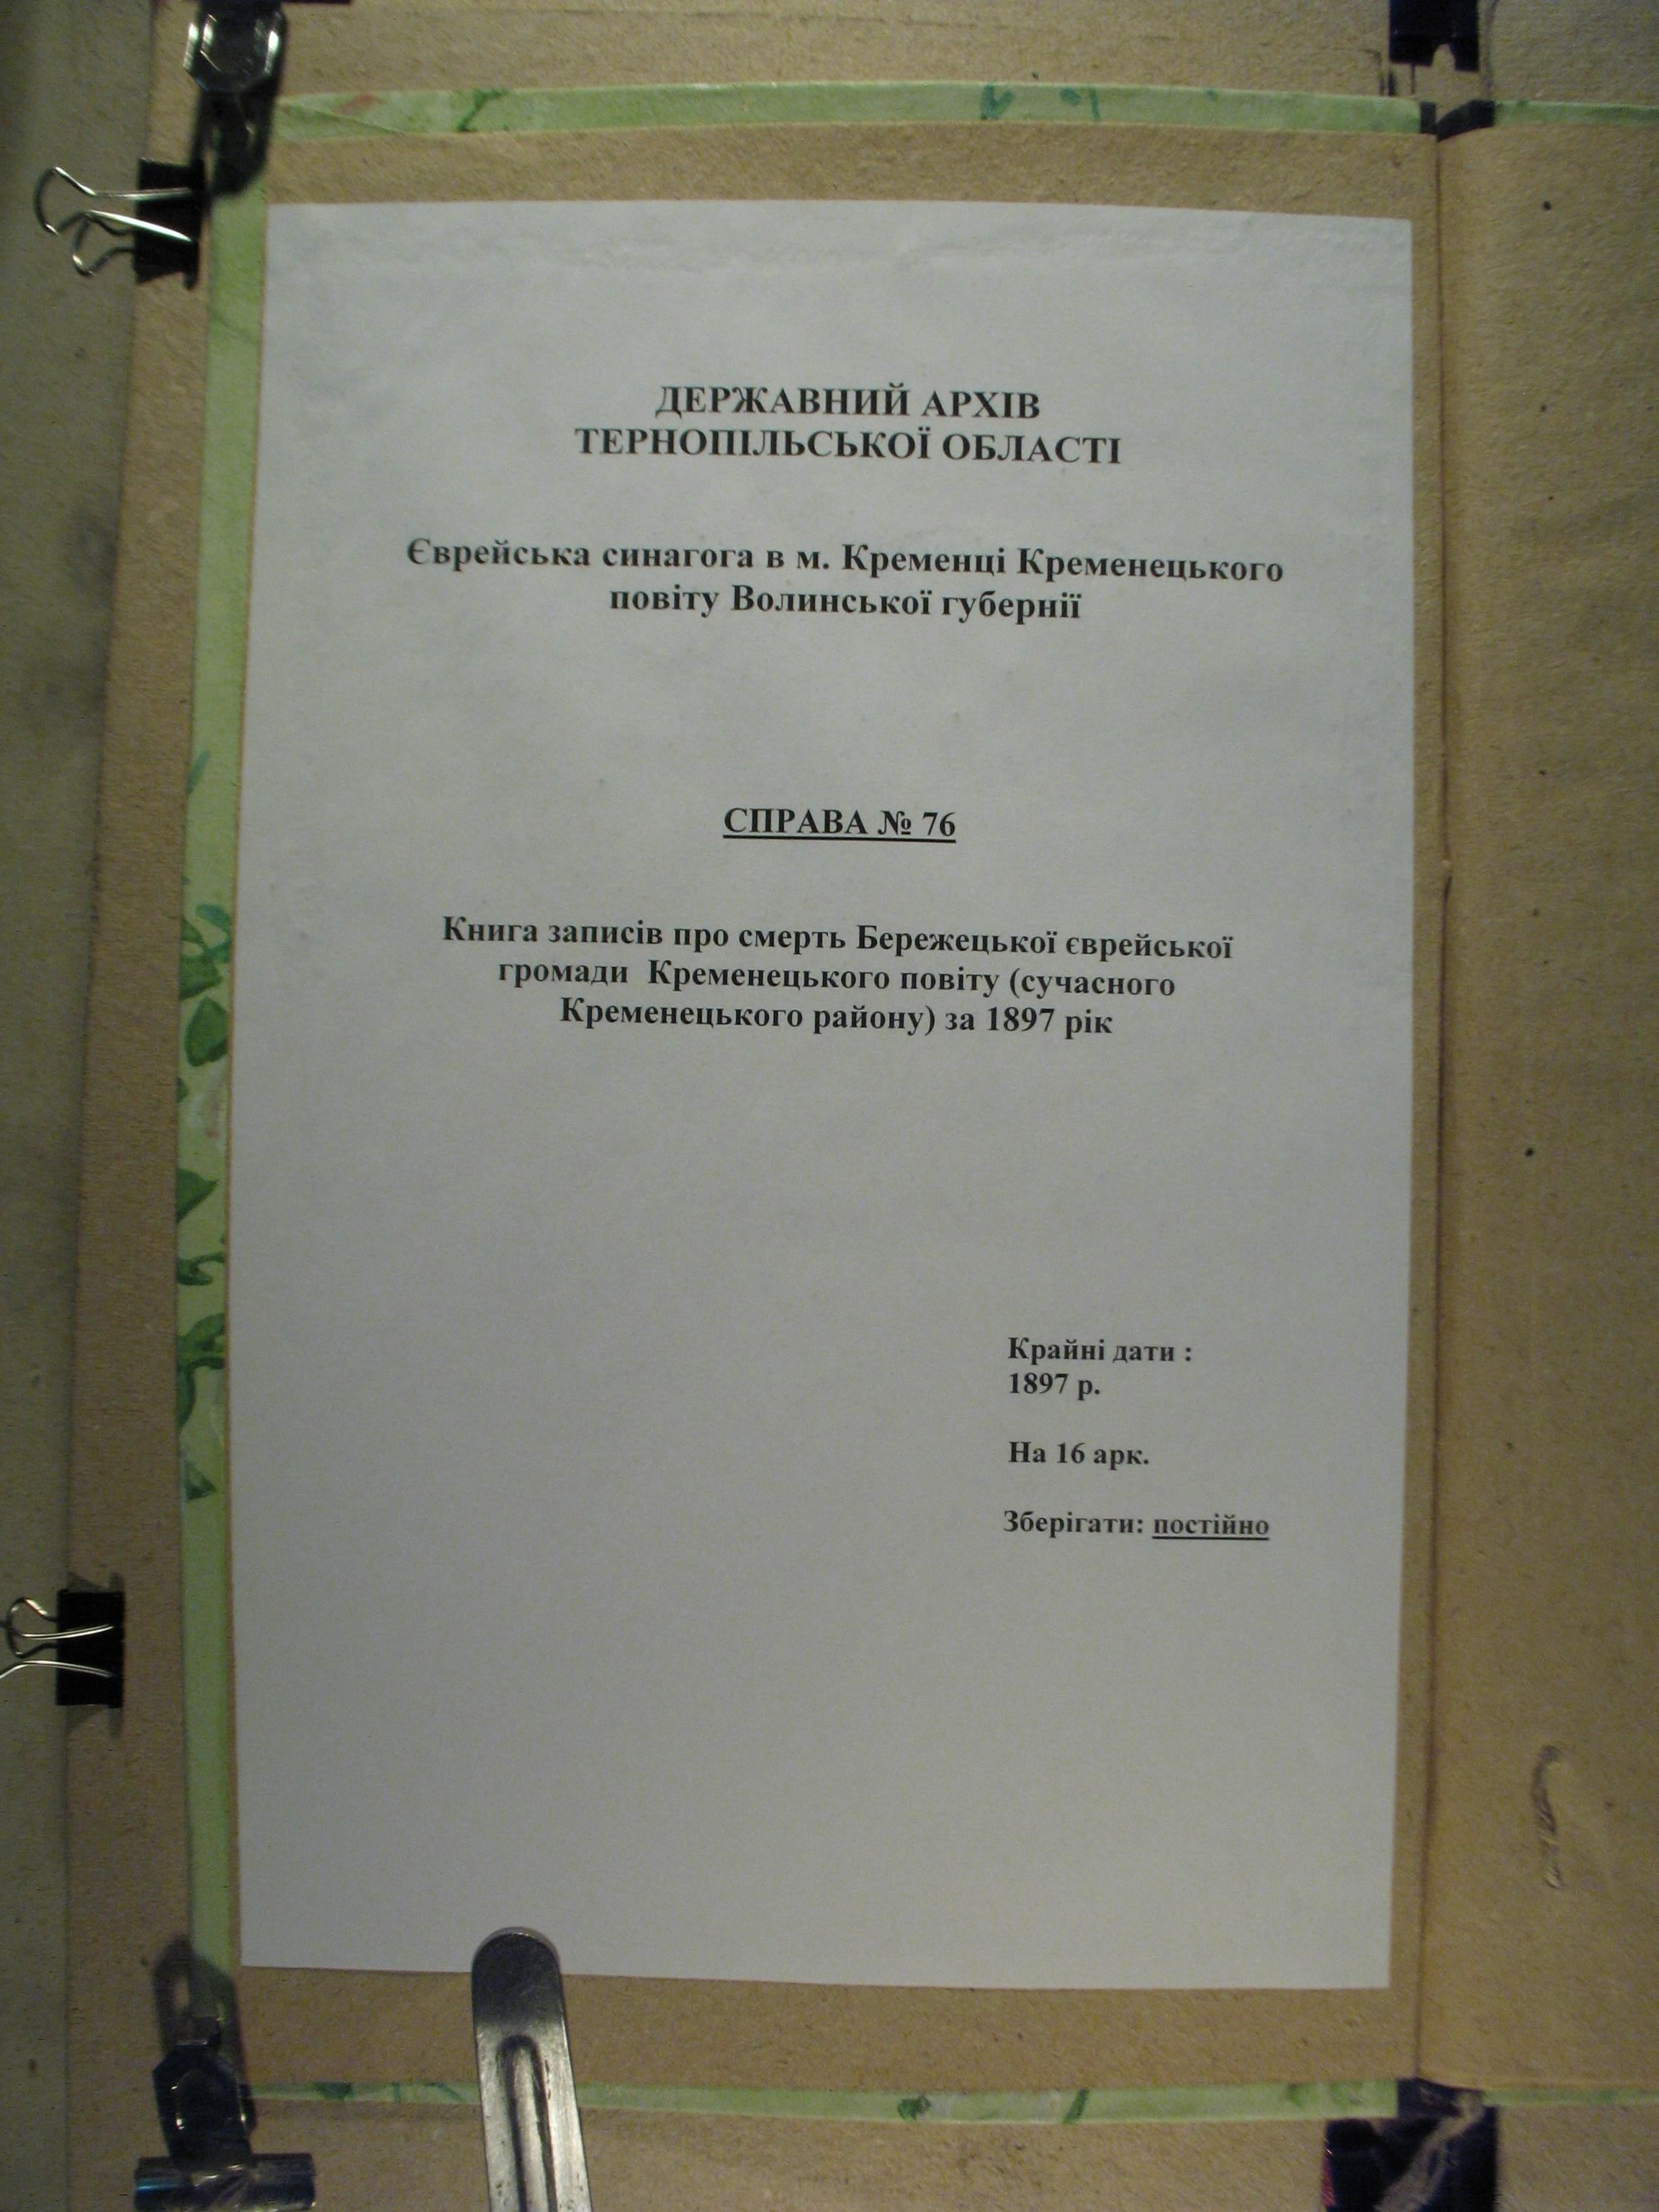 ДЕРЖАВНИЙ АРХІВ
ТЕРНОПІЛЬСЬКОЇ ОБЛАСТІ
Єврейська синагога в м. Кременці Кременецького
повіту Волинської губернії
СПРАВА № 76
Книга записів про смерть Бережецької єврейської
громади Кременецького повіту (сучасного
Кременецького району) за 1897 рік
Крайні дати :
1897 р.
На 16 арк.
Зберігати: постійно